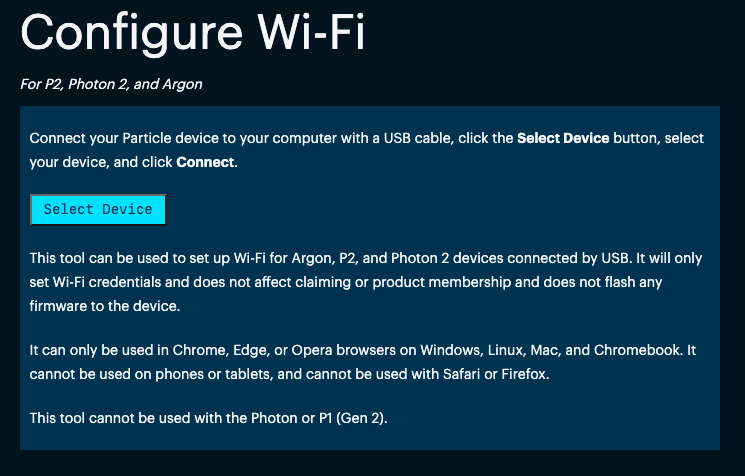 Configure Wi-Fi
For P2, Photon 2, and Argon
Connect your Particle device to your computer with a USB cable, click the Select Device button, select
your device, and click Connect.
Select Device
This tool can be used to set up Wi-Fi for Argon, P2, and Photon 2 devices connected by USB. It will only
set Wi-Fi credentials and does not affect claiming or product membership and does not flash any
firmware to the device.
It can only be used in Chrome, Edge, or Opera browsers on Windows, Linux, Mac, and Chromebook. It
cannot be used on phones or tablets, and cannot be used with Safari or Firefox.
This tool cannot be used with the Photon or P1 (Gen 2).